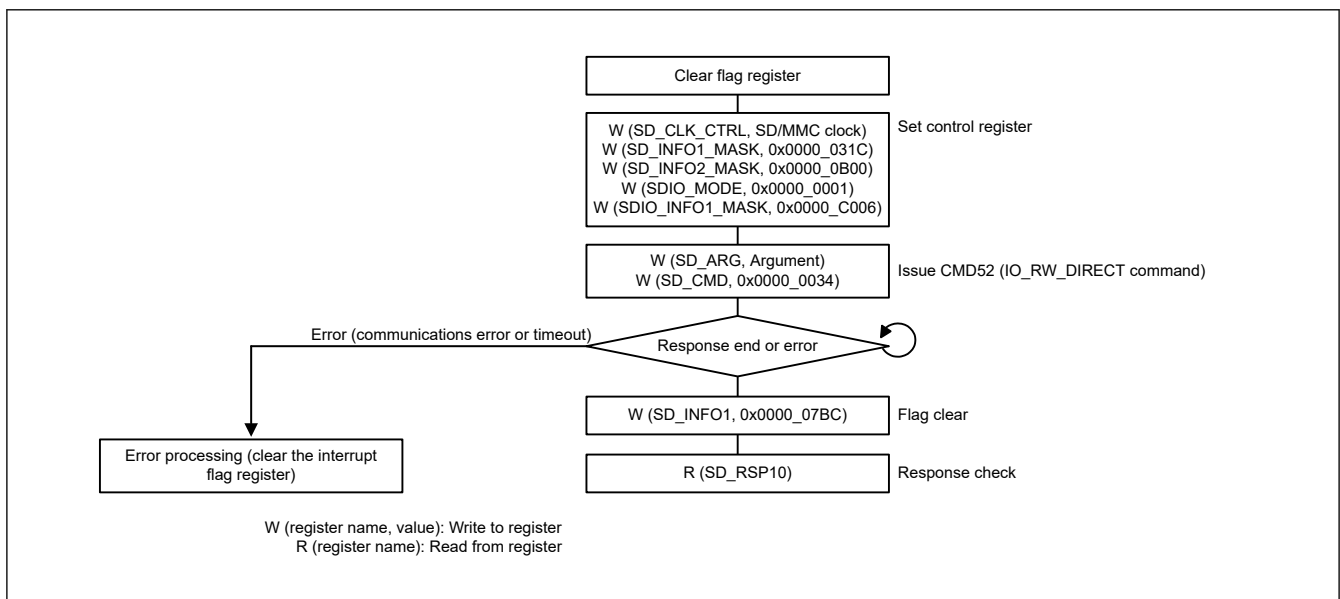 Clear flag register
W (SD_CLK_CTRL, SD/MMC clock)
W (SD_INFO1_MASK, 0x0000_031C)
W (SD_INFO2_MASK, 0x0000_0B00)
W (SDIO_MODE, 0x0000_0001)
W (SDIO_INFO1_MASK, 0x0000_C006)
Set control register
W (SD_ARG, Argument)
W (SD_CMD, 0x0000_0034)
Issue CMD52 (IO_RW_DIRECT command)
Error (communications error or timeout)
Response end or error
W (SD_INFO1, 0x0000_07BC)
Flag clear
Error processing (clear the interrupt
flag register)
R (SD_RSP10)
Response check
W (register name, value): Write to register
R (register name): Read from register